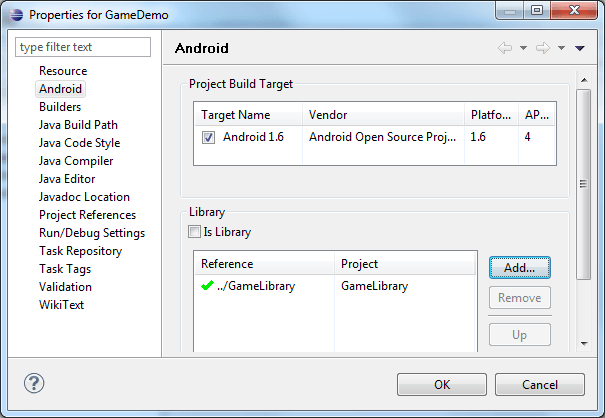 Properties for GameDemo
type filter text
Resource
Android
Builders
Java Build Path
Java Code Style
Java Compiler
Java Editor
Javadoc Location
Project References
Run/Debug Settings
Task Repository
Task Tags
Validation
WikiText
Android
Project Build Target
Target Name Vendor Platfo... AP...
Android 1.6 Android Open Source Proj... 1.6 4
Library
Is Library
Reference Project
../GameLibrary GameLibrary
Add...
Remove
Up
?
OK Cancel